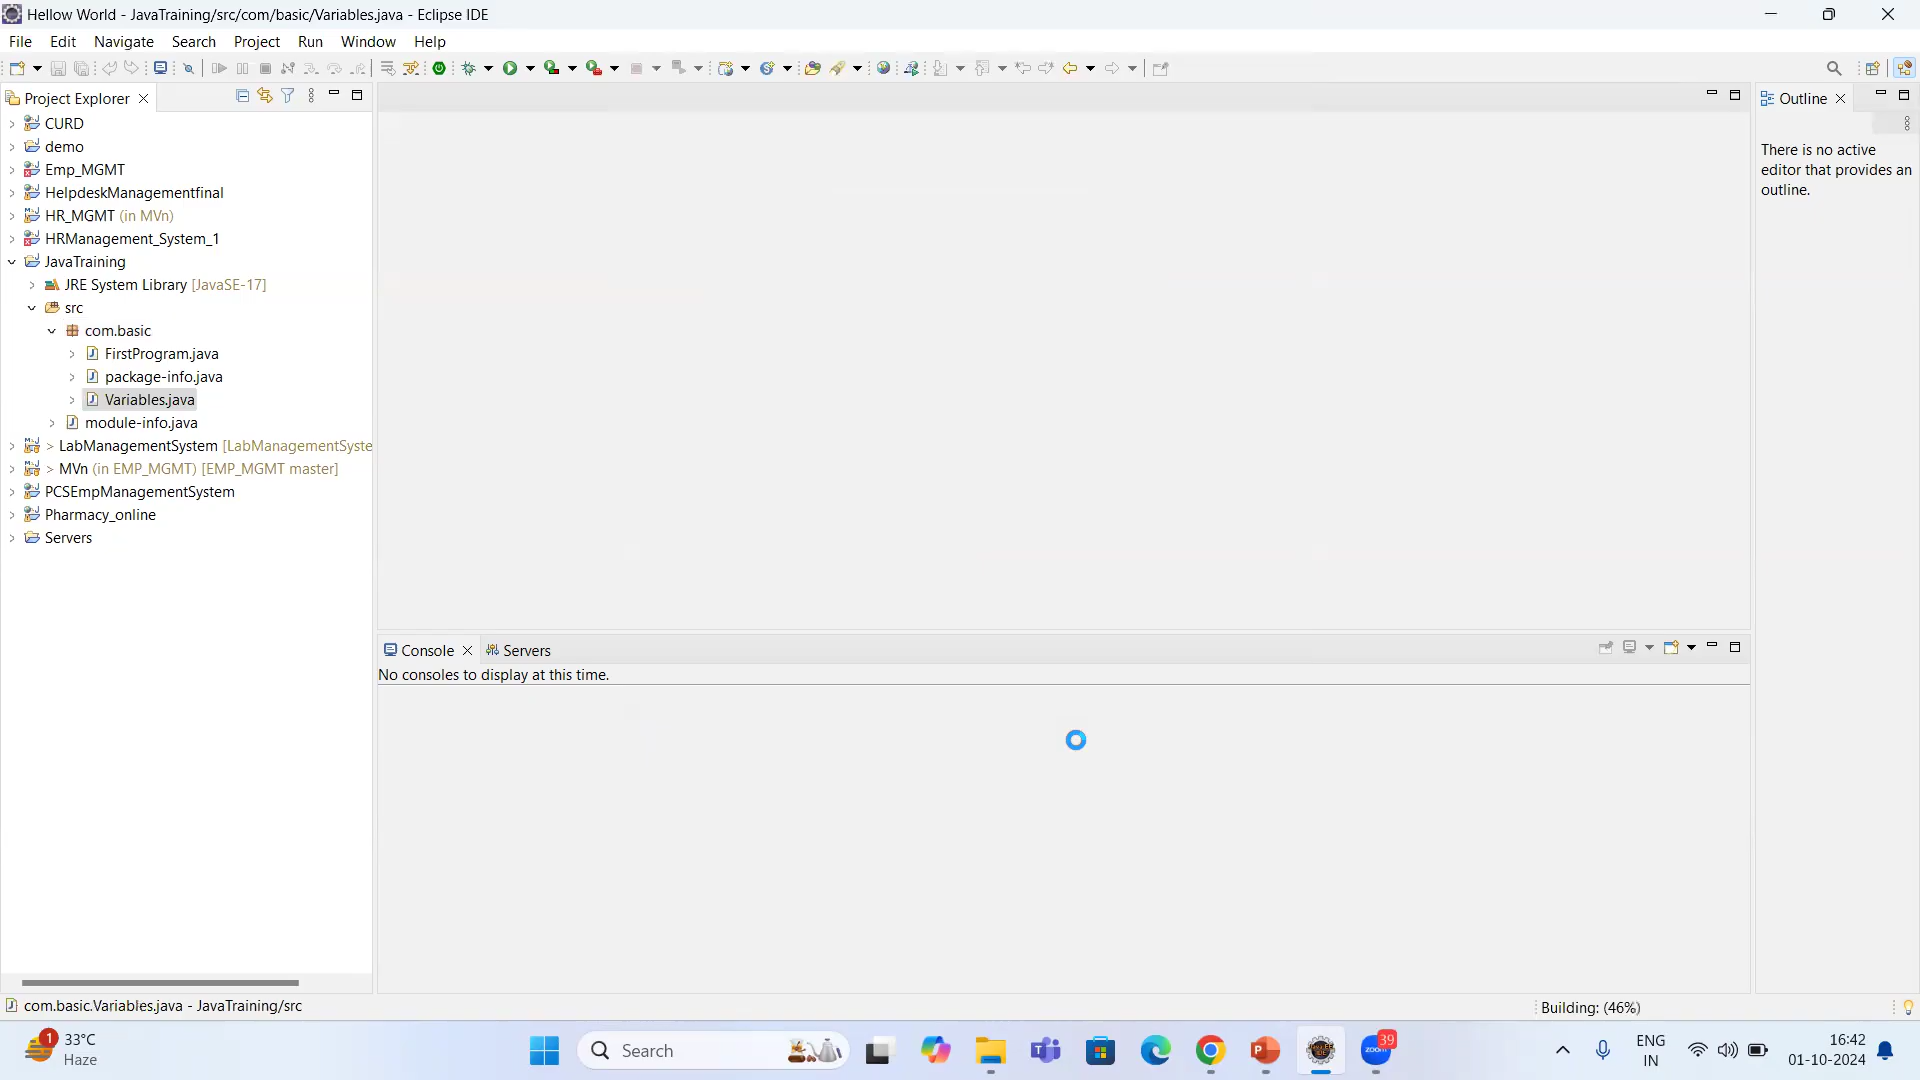 Hellow World - JavaTraining/src/com/basic/Variables.java - Eclipse IDE
File Edit Navigate Search Project Run Window Help
Project Explorer
CURD
demo
Emp_MGMT
HelpdeskManagementfinal
HR_MGMT (in MVn)
HRManagement_System_1
JavaTraining
JRE System Library [JavaSE-17]
src
com.basic
FirstProgram.java
package-info.java
Variables.java
module-info.java
> LabManagementSystem [LabManagementSyste
> MVn (in EMP_MGMT) [EMP_MGMT master]
PCSEmpManagementSystem
Pharmacy_online
Servers
Outline
There is no active
editor that provides an
outline.
Console Servers
No consoles to display at this time.
com.basic.Variables.java - JavaTraining/src
Building: (46%)
1
33°C
Haze
Search
zoom
39
ENG
IN
16:42
01-10-2024